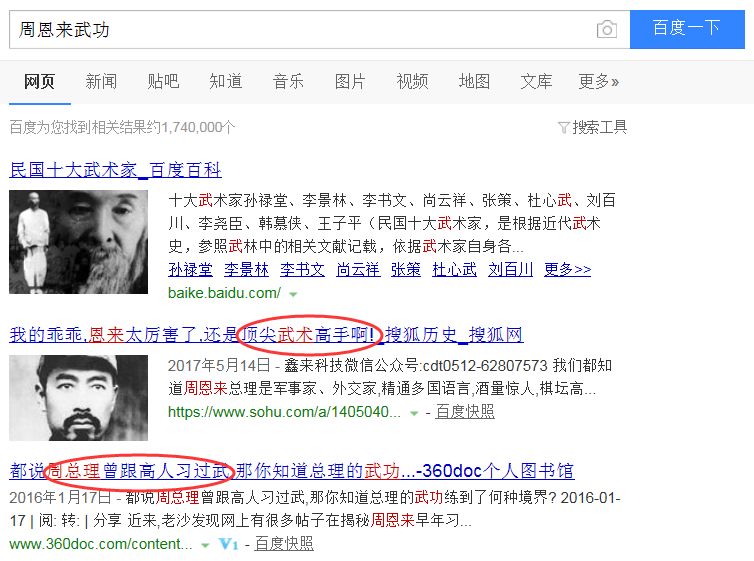 周恩来武功
百度一下
网页 新闻 贴吧 知道 音乐 图片 视频 地图 文库 更多»
百度为您找到相关结果约1,740,000个
搜索工具
民国十大武术家_百度百科
十大武术家孙禄堂、李景林、李书文、尚云祥、张策、杜心武、刘百
川、李尧臣、韩慕侠、王子平（民国十大武术家，是根据近代武术
史，参照武林中的相关文献记载，依据武术家自身各...
孙禄堂 李景林 李书文 尚云祥 张策 杜心武 刘百川 更多>>
baike.baidu.com/
我的乖乖,恩来太厉害了,还是顶尖武术高手啊!_搜狐历史_搜狐网
2017年5月14日 - 鑫来科技微信公众号:cdt0512-62807573 我们都知
道周恩来总理是军事家、外交家,精通多国语言,酒量惊人,棋坛高...
https://www.sohu.com/a/1405040... - 百度快照
都说周总理曾跟高人习过武,那你知道总理的武功...-360doc个人图书馆
2016年1月17日 - 都说周总理曾跟高人习过武,那你知道总理的武功练到了何种境界? 2016-01-
17 | 阅: 转: | 分享 近来,老沙发现网上有很多帖子在揭秘周恩来早年习...
www.360doc.com/content... V1 - 百度快照